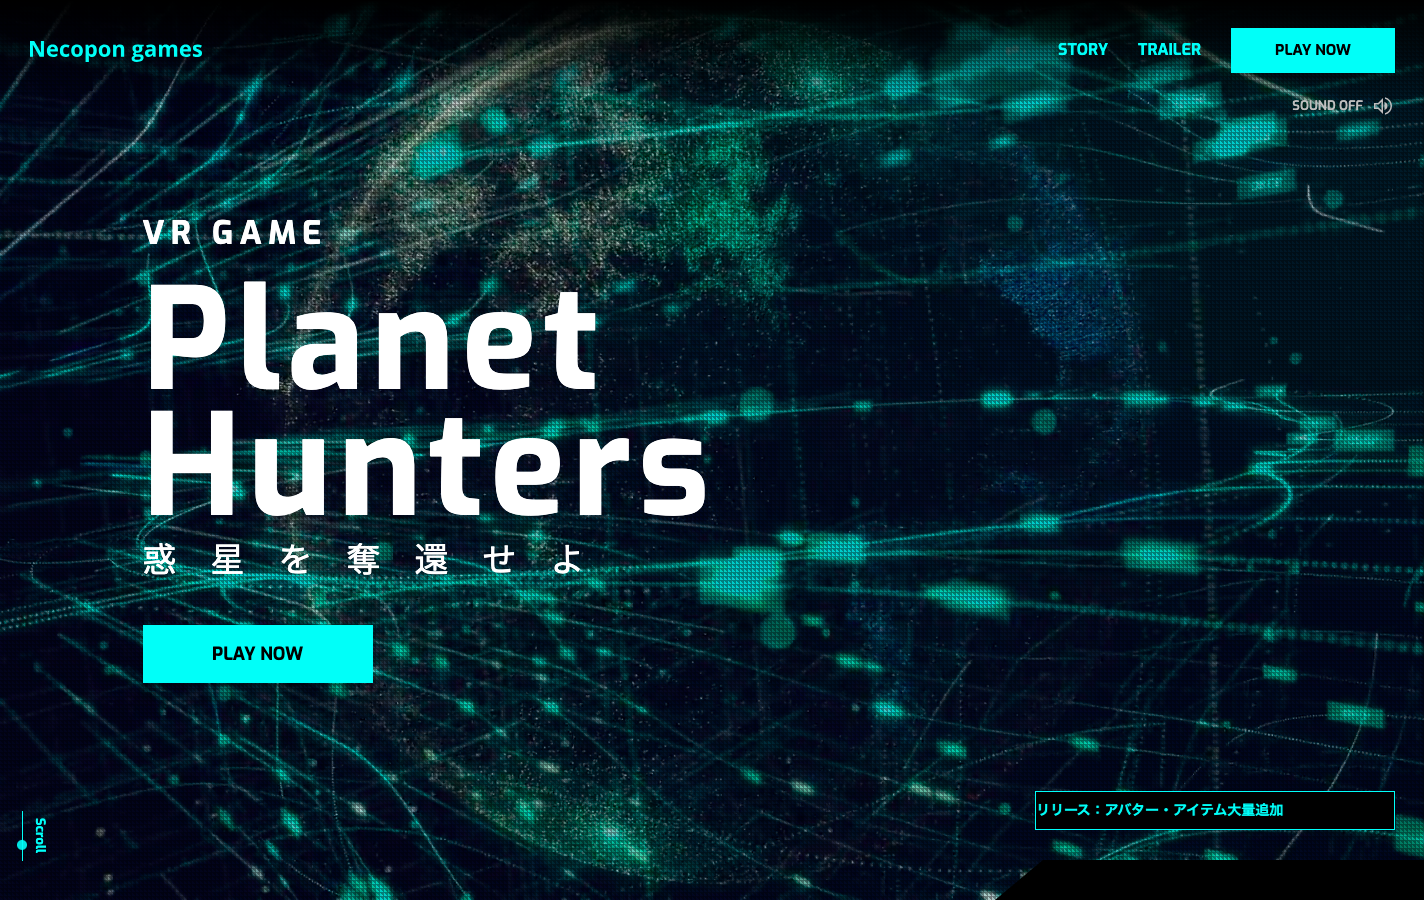 Necopon games
STORY TRAILER PLAY NOW
SOUND OFF
VR GAME
Planet
Hunters
惑星を奪還せよ
PLAY NOW
リリース：アバター・アイテム大量追加
Scroll